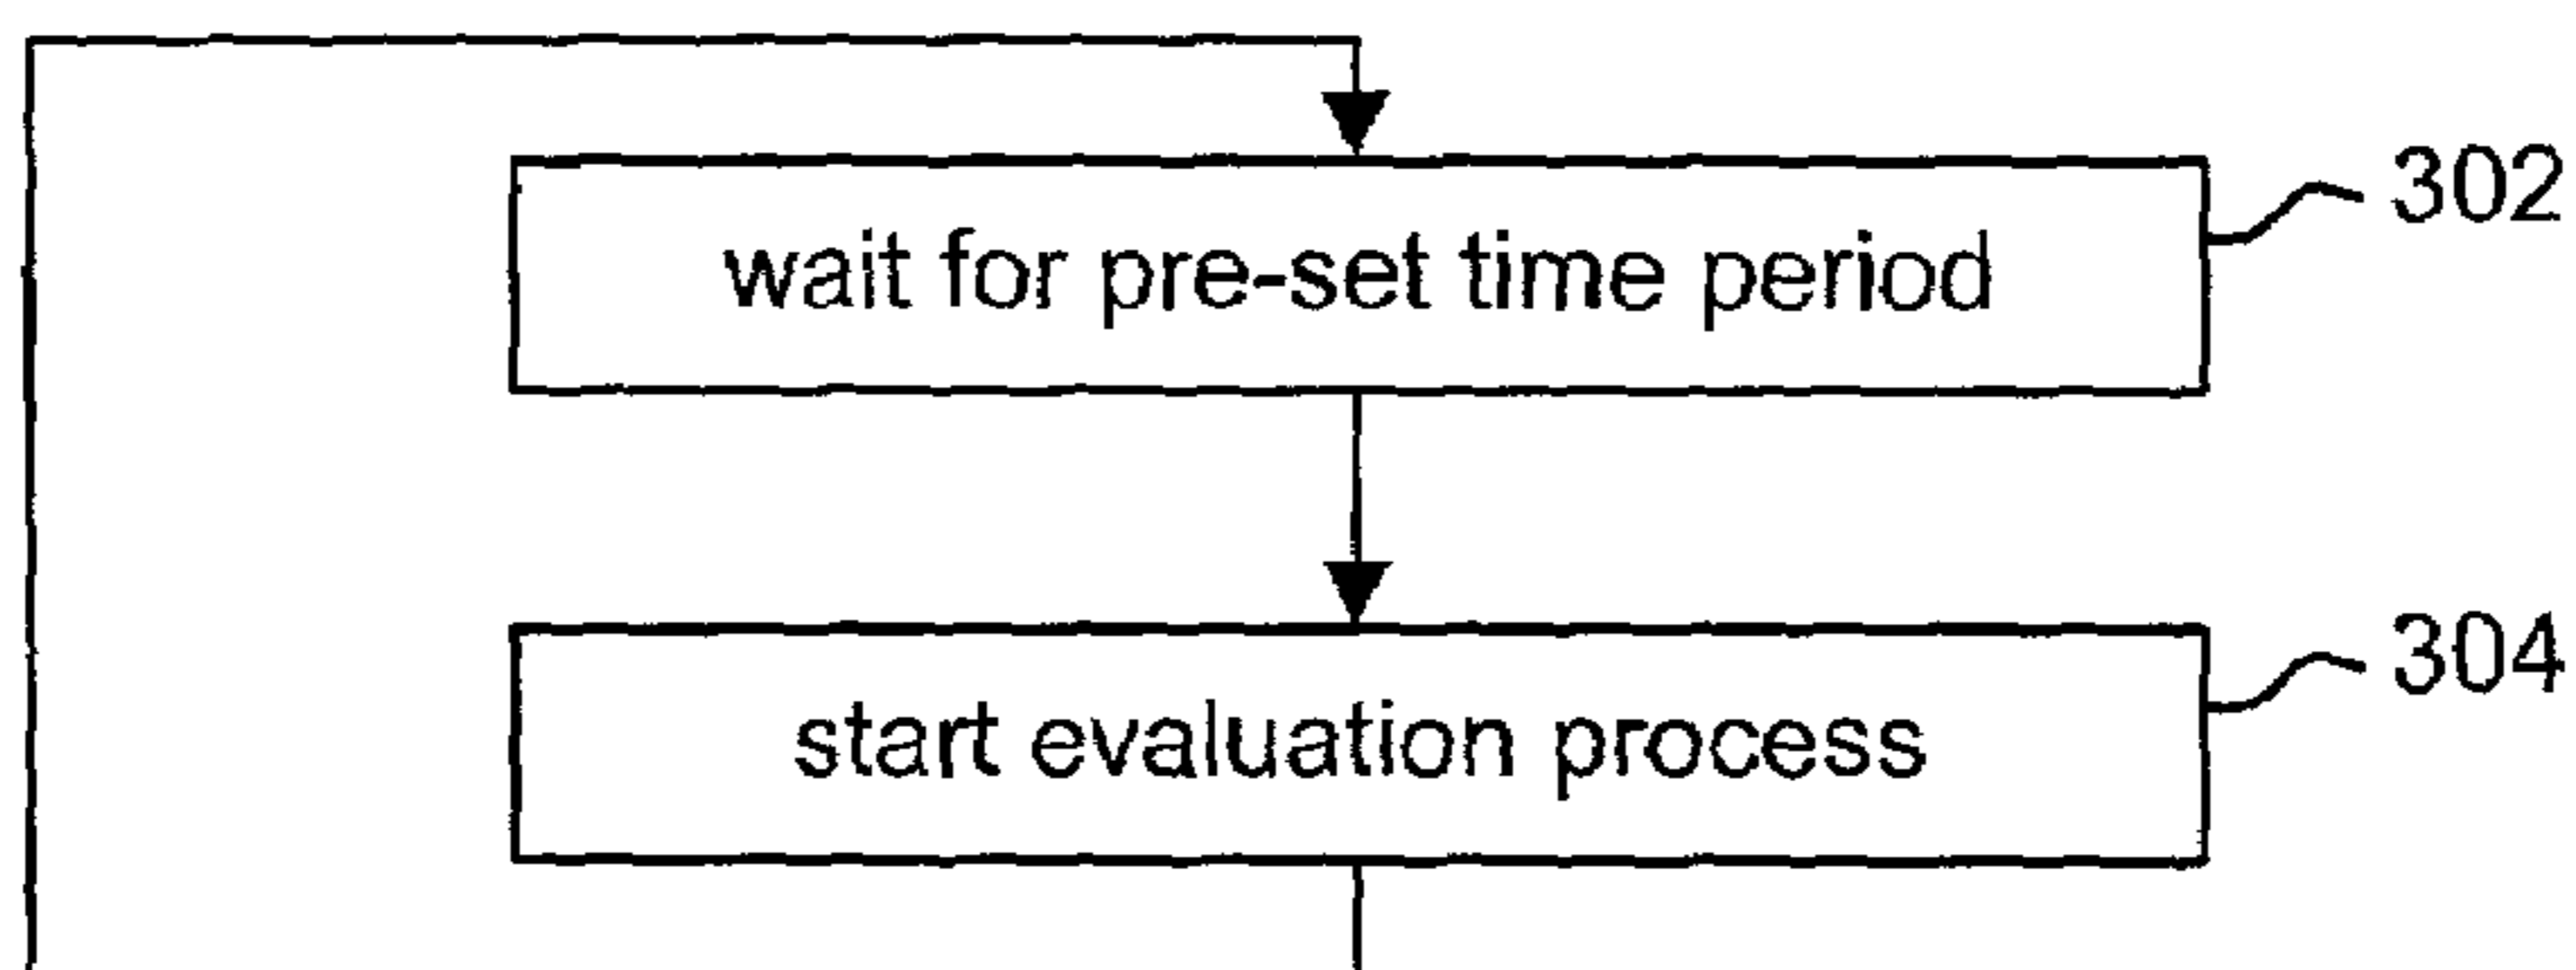 302
wait for pre-set time period
304
start evaluation process